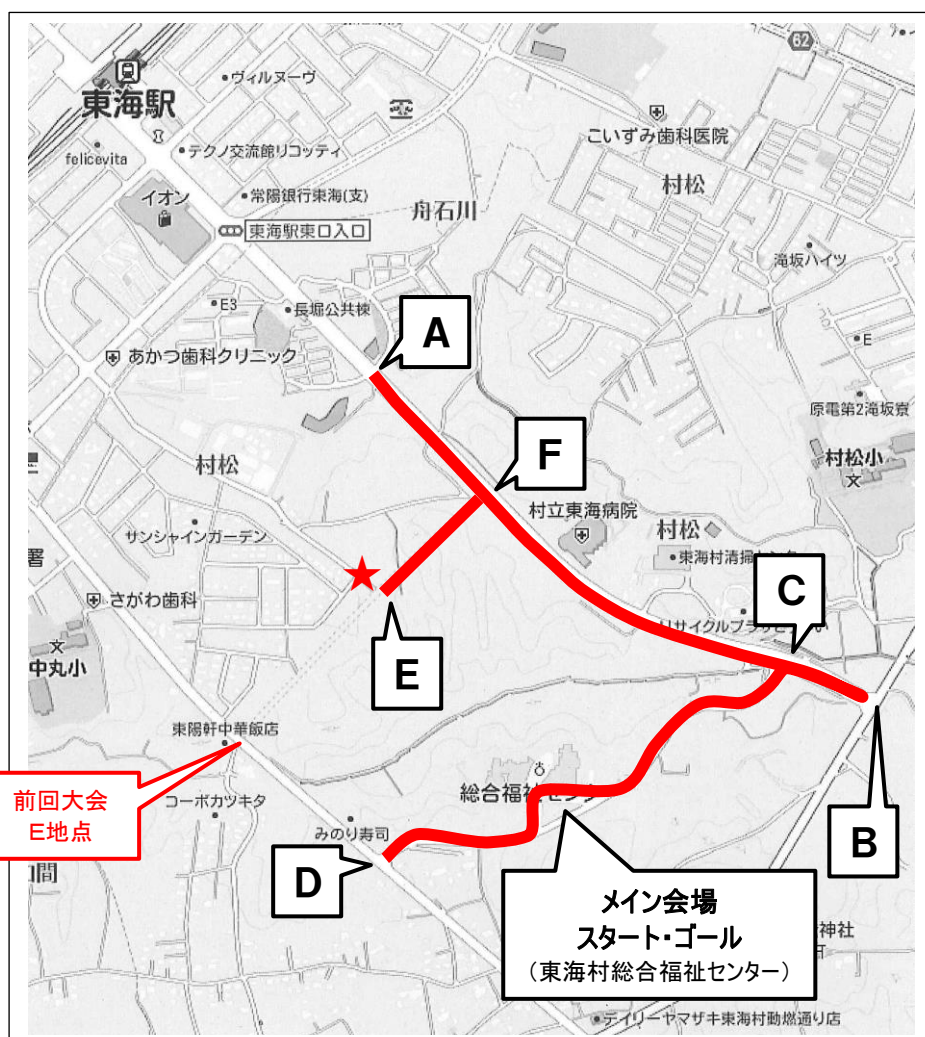 62
東海駅
ヴィルヌーヴ
こいずみ歯科医院
felicevita
テクノ交流館リコッティ
村松
イオン
常陽銀行東海(支)
舟石川
東海駅東口入口
滝坂ハイツ
E3
長堀公共棟
A
E
あかつ歯科クリニック
原電第2滝坂寮
F
村松小
村松
村立東海病院
村松
サンシャインガーデン
東海村清掃センター
署
C
さがわ歯科
中丸小
E
東陽軒中華飯店
前回大会
E地点
総合福祉センタ
コーポカツキタ
みのり寿司
B
D
メイン会場
スタート・ゴール
(東海村総合福祉センター)
神社
デイリーヤマザキ東海村動燃通り店